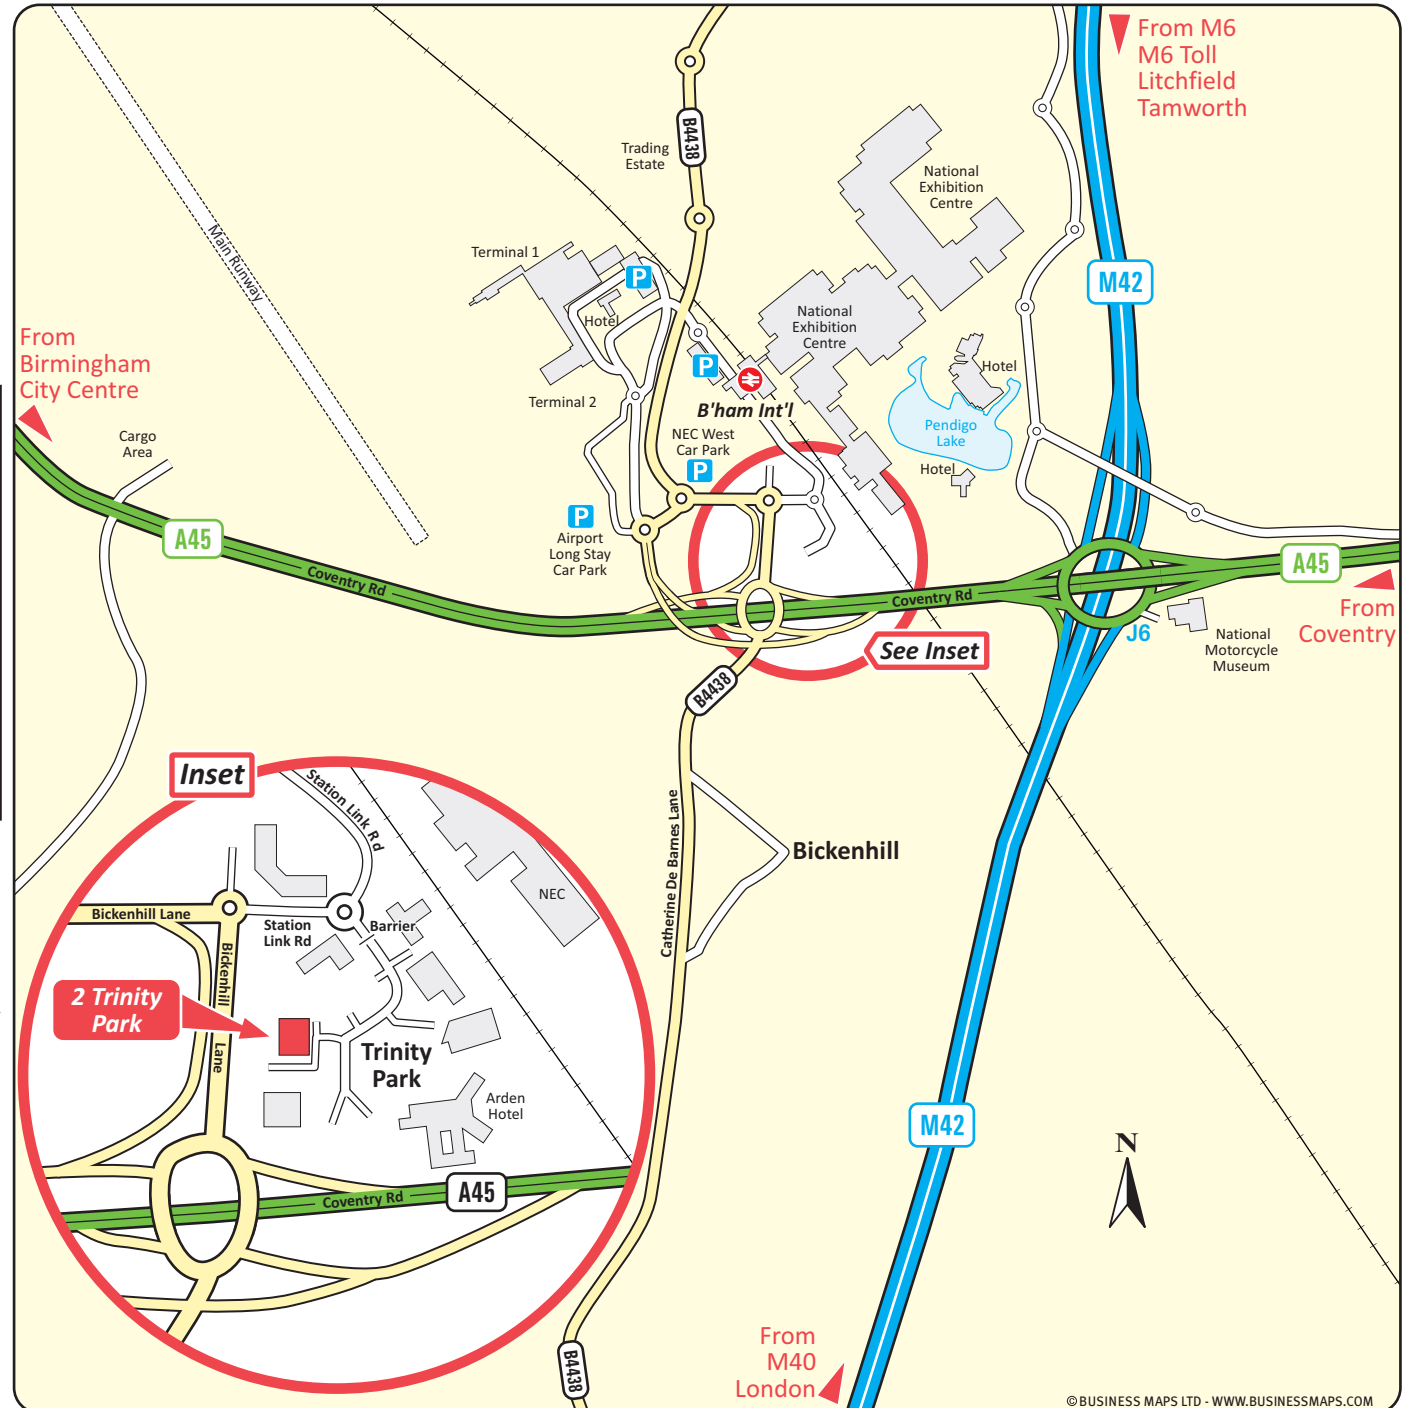 From M6
M6 Toll
Litchfield
Tamworth
B4438
Trading
Estate
National
Exhibition
Centre
Main Runway
Terminal 1
P
M42
Hotel
National
Exhibition
Centre
From
Birmingham
City Centre
P
Hotel
Terminal 2
B'ham Int'l
Pendigo
Lake
Cargo
Area
NEC West
Car Park
P
Hotel
P
A45
Airport
Long Stay
Car Park
Coventry Rd
Coventry Rd
A45
From
Coventry
J6
National
Motorcycle
Museum
See Inset
B4438
Inset
Station Link Rd
Catherine De Barnes Lane
Bickenhill
NEC
Bickenhill Lane
Station
Link Rd
Barrier
Bickenhill
Lane
2 Trinity
Park
Trinity
Park
Arden
Hotel
Coventry Rd
A45
M42
N
B4438
From
M40
London
© BUSINESS MAPS LTD - WWW.BUSINESSMAPS.COM